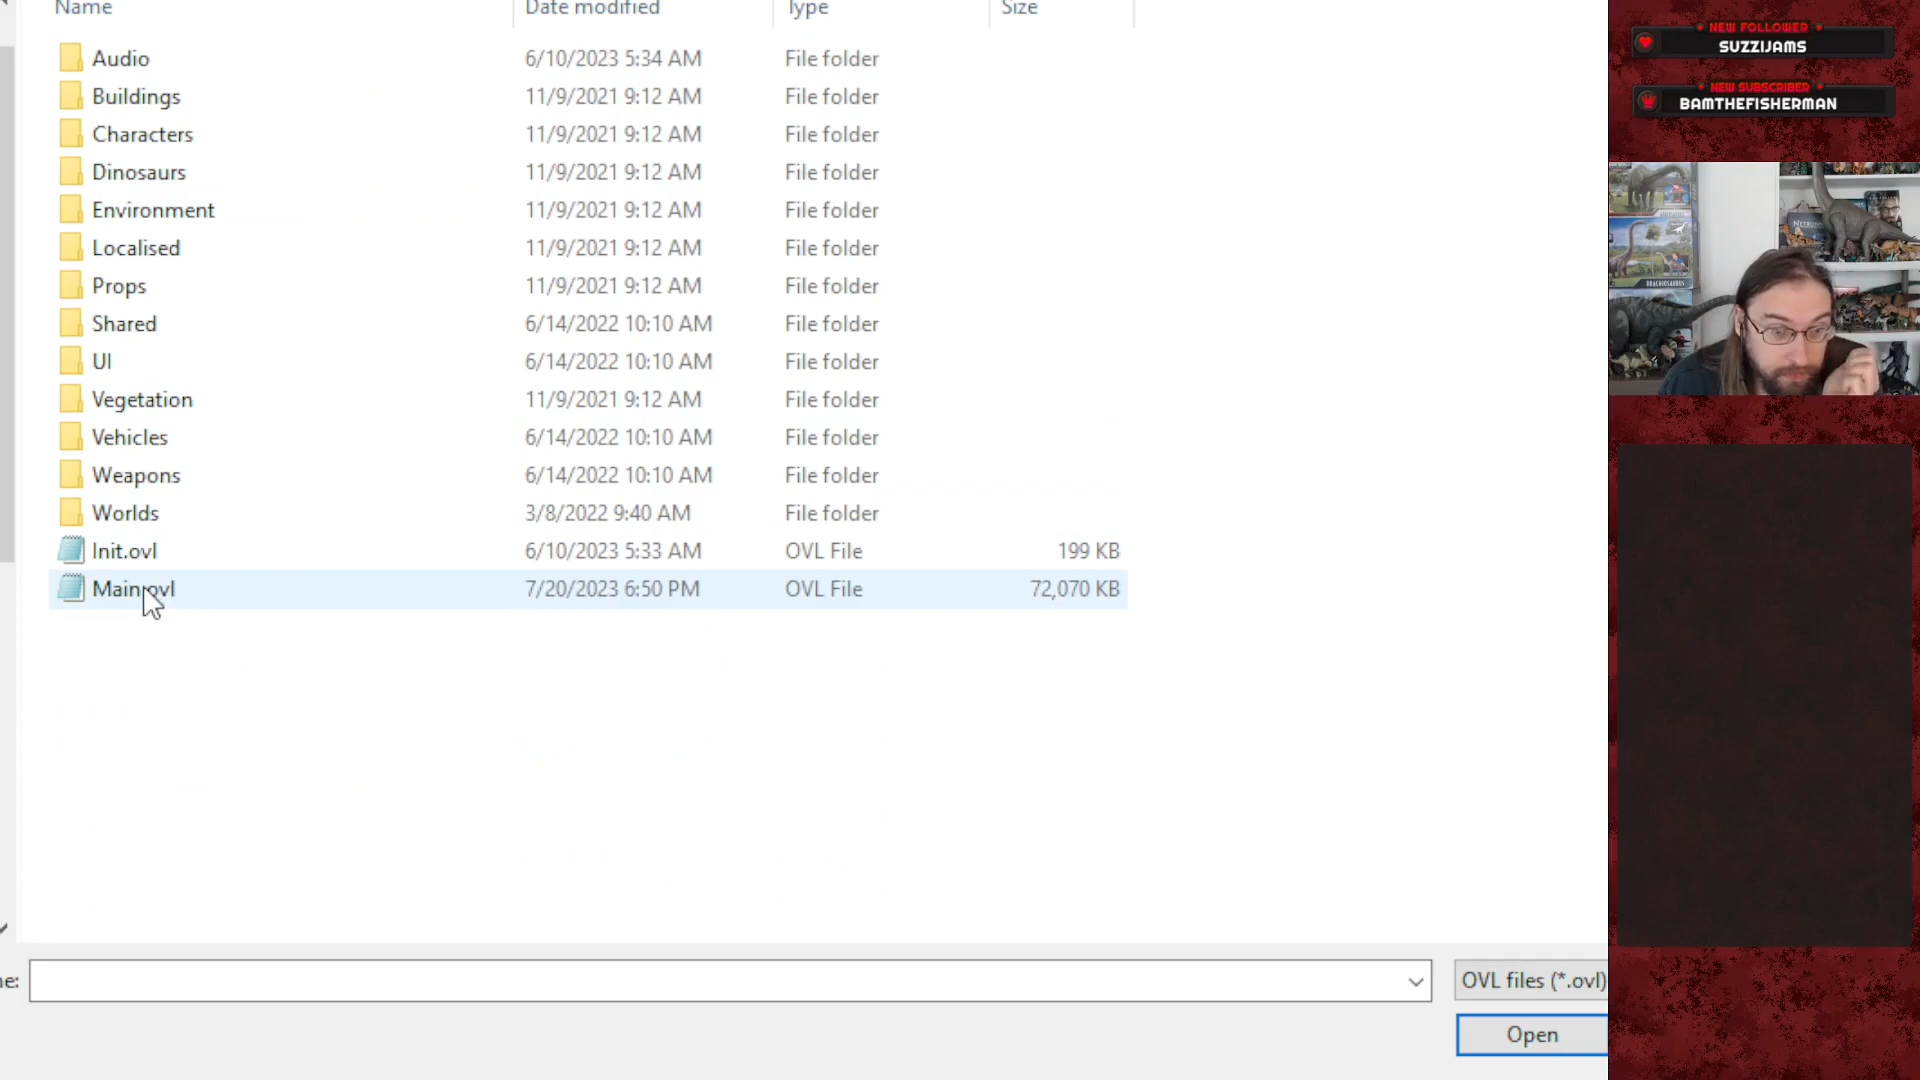 Name Date modified Type Size
Audio 6/10/2023 5:34 AM File folder
Buildings 11/9/2021 9:12 AM File folder
Characters 11/9/2021 9:12 AM File folder
Dinosaurs 11/9/2021 9:12 AM File folder
Environment 11/9/2021 9:12 AM File folder
Localised 11/9/2021 9:12 AM File folder
Props 11/9/2021 9:12 AM File folder
Shared 6/14/2022 10:10 AM File folder
UI 6/14/2022 10:10 AM File folder
Vegetation 11/9/2021 9:12 AM File folder
Vehicles 6/14/2022 10:10 AM File folder
Weapons 6/14/2022 10:10 AM File folder
Worlds 3/8/2022 9:40 AM File folder
Init.ovl 6/10/2023 5:33 AM OVL File 199 KB
Main.ovl 7/20/2023 6:50 PM OVL File 72,070 KB
OVL files (*.ovl)
Open
NEW FOLLOWER
SUZZIJAMS
NEW SUBSCRIBER
BAMTHEFISHERMAN
BRACHIOSAURUS